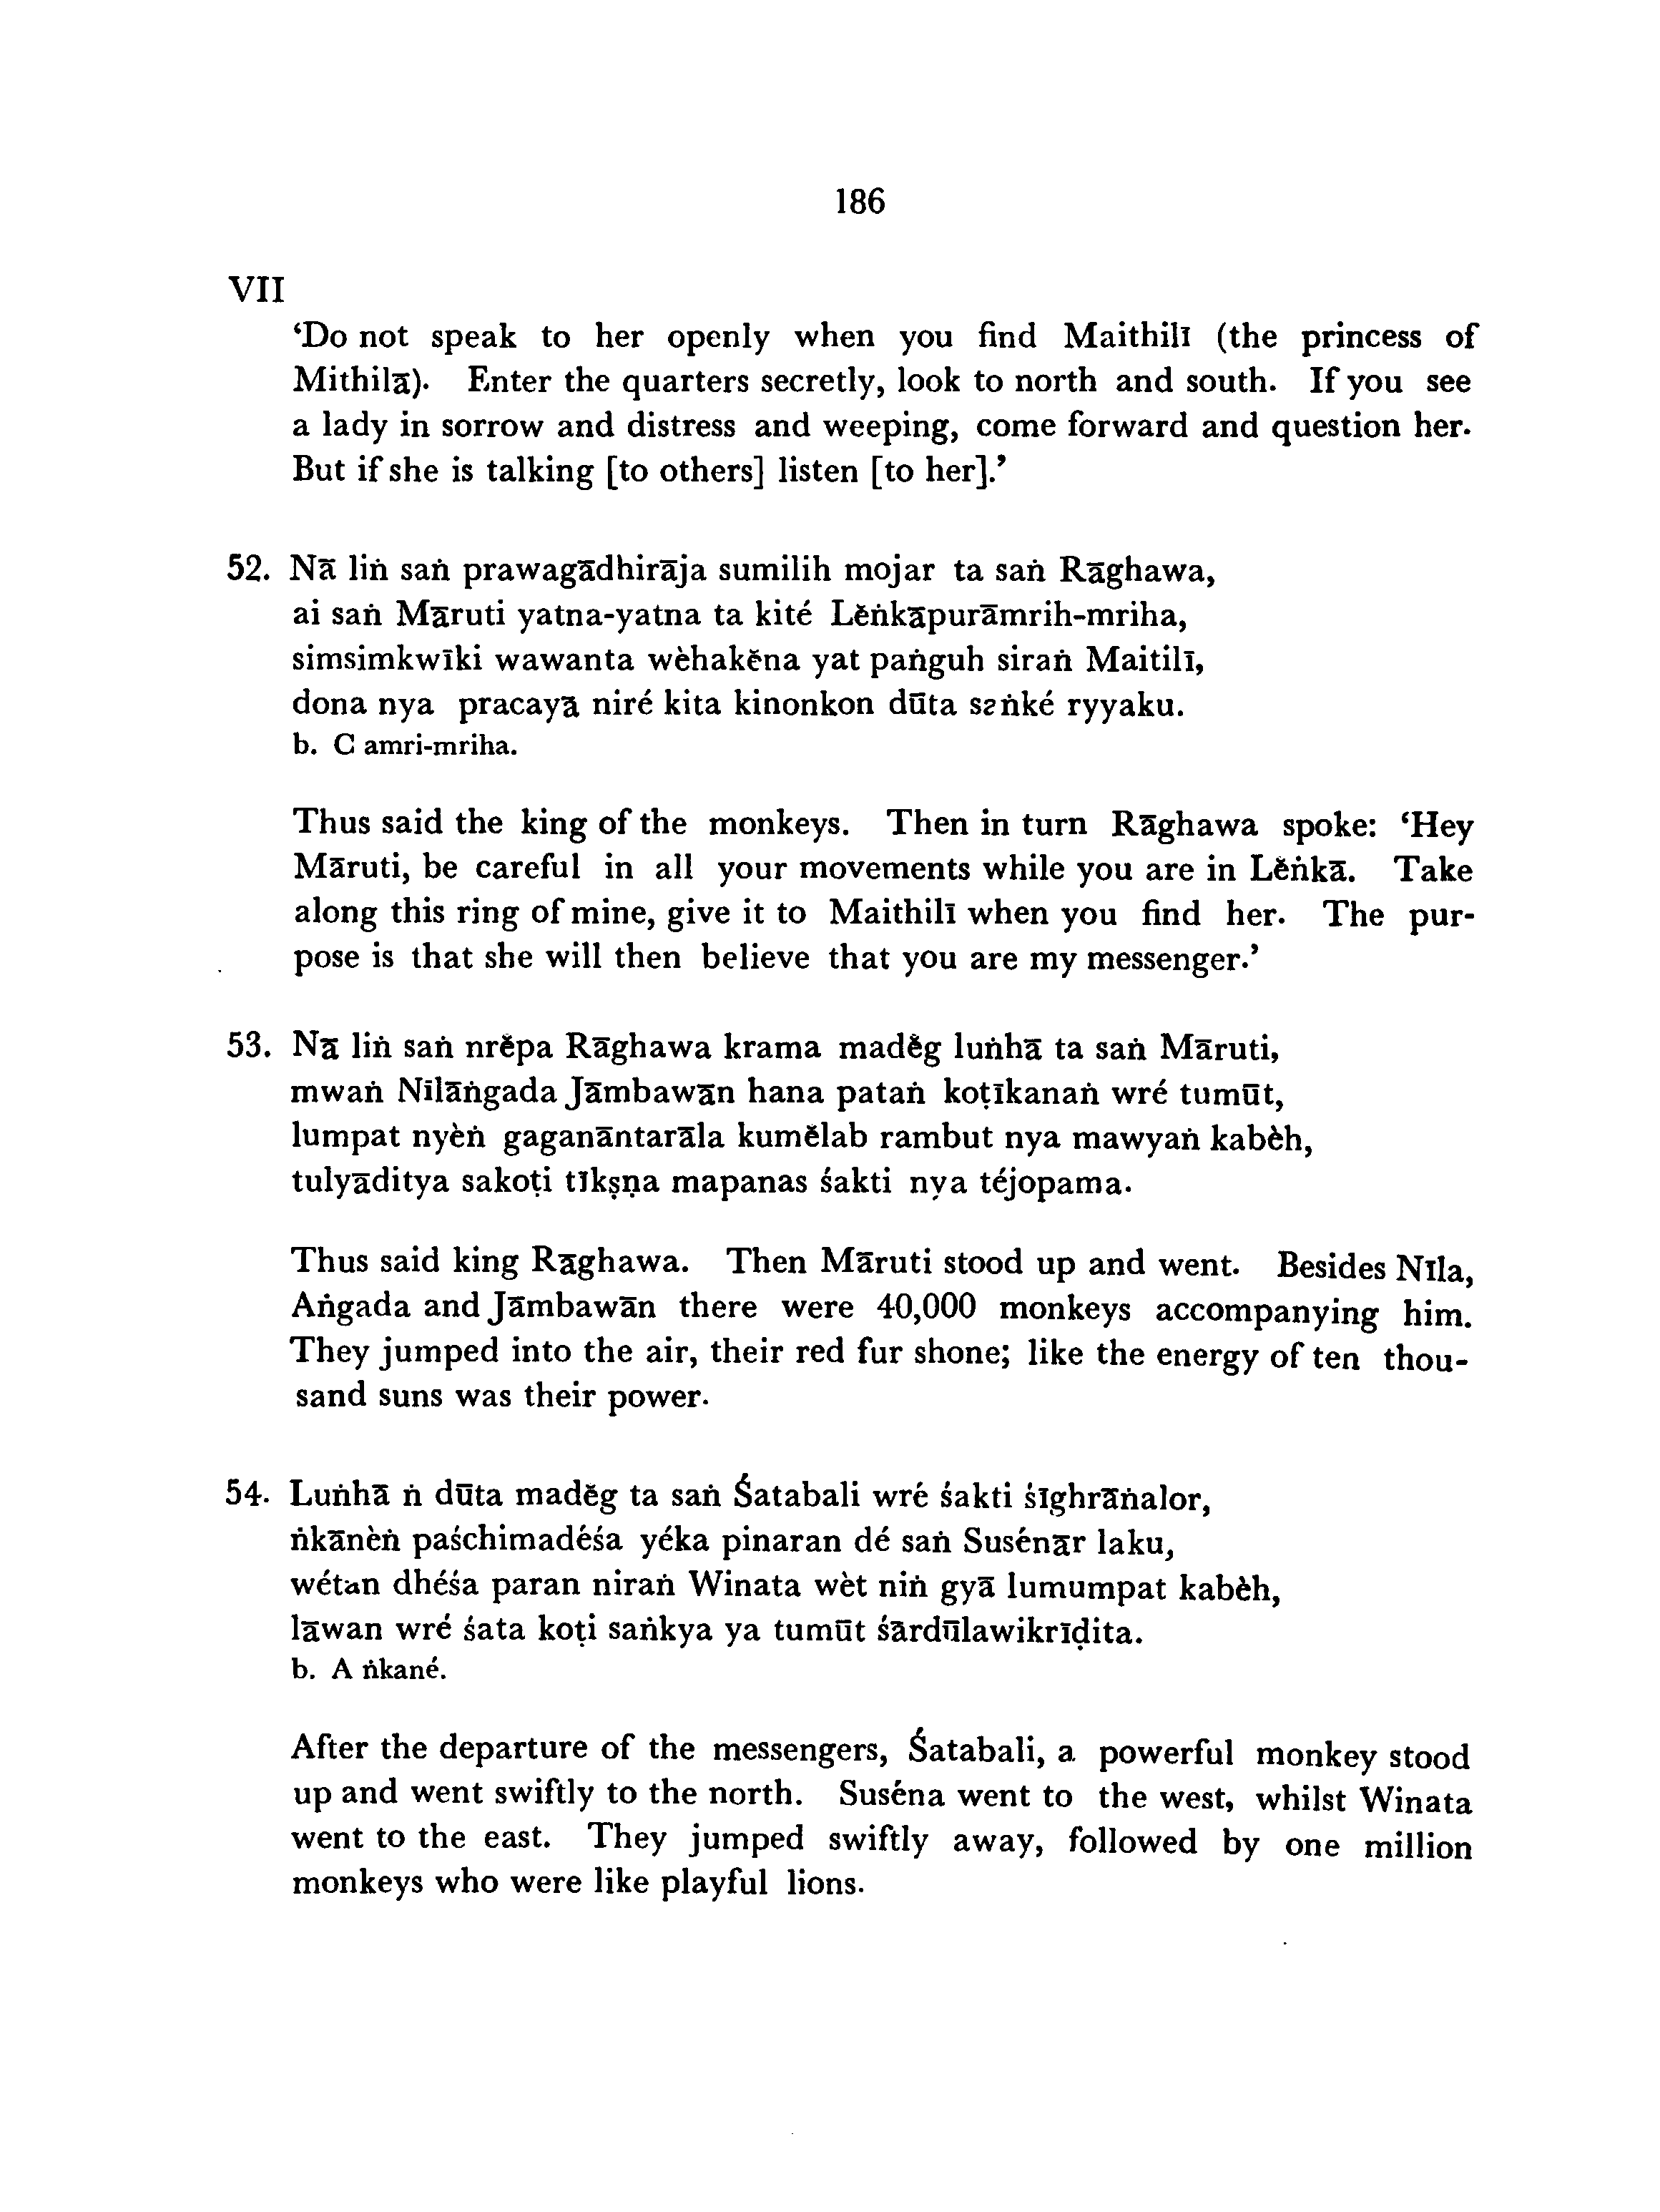 186
VII
‘Do not speak to her openly when you find Maithilī (the princess of
Mithilā). Enter the quarters secretly, look to north and south. If you see
a lady in sorrow and distress and weeping, come forward and question her.
But if she is talking [to others] listen [to her].’
52. Nā liṅ saṅ prawagādhirāja sumilih mojar ta saṅ Rāghawa,
ai saṅ Māruti yatna-yatna ta kité Lĕṅkāpurāmrih-mriha,
simsimkwīki wawanta wèhakĕna yat paṅguh siraṅ Maitilī,
dona nya pracayā niré kita kinonkon dūta saṅké ryyaku.
b. C amri-mriha.
Thus said the king of the monkeys. Then in turn Rāghawa spoke: ‘Hey
Māruti, be careful in all your movements while you are in Lĕṅkā. Take
along this ring of mine, give it to Maithilī when you find her. The pur-
pose is that she will then believe that you are my messenger.’
53. Nā liṅ saṅ nrĕpa Rāghawa krama madĕg luṅhā ta saṅ Māruti,
mwaṅ Nīlāṅgada Jāmbawān hana pataṅ koṭīkanaṅ wré tumūt,
lumpat nyèṅ gaganāntarāla kumĕlab rambut nya mawyaṅ kabèh,
tulyāditya sakoṭi tīkṣṇa mapanas śakti nya téjopama.
Thus said king Rāghawa. Then Māruti stood up and went. Besides Nīla,
Aṅgada and Jāmbawān there were 40,000 monkeys accompanying him.
They jumped into the air, their red fur shone; like the energy of ten thou-
sand suns was their power.
54. Luṅhā ṅ dūta madĕg ta saṅ Śatabali wré śakti śīghrāṅalor,
ṅkānèṅ paśchimadéśa yéka pinaran dé saṅ Susénār laku,
wétan dhéśa paran niraṅ Winata wèt niṅ gyā lumumpat kabèh,
lāwan wré śata koṭi saṅkya ya tumūt śārdūlawikrīḍita.
b. A ṅkané.
After the departure of the messengers, Śatabali, a powerful monkey stood
up and went swiftly to the north. Suséna went to the west, whilst Winata
went to the east. They jumped swiftly away, followed by one million
monkeys who were like playful lions.